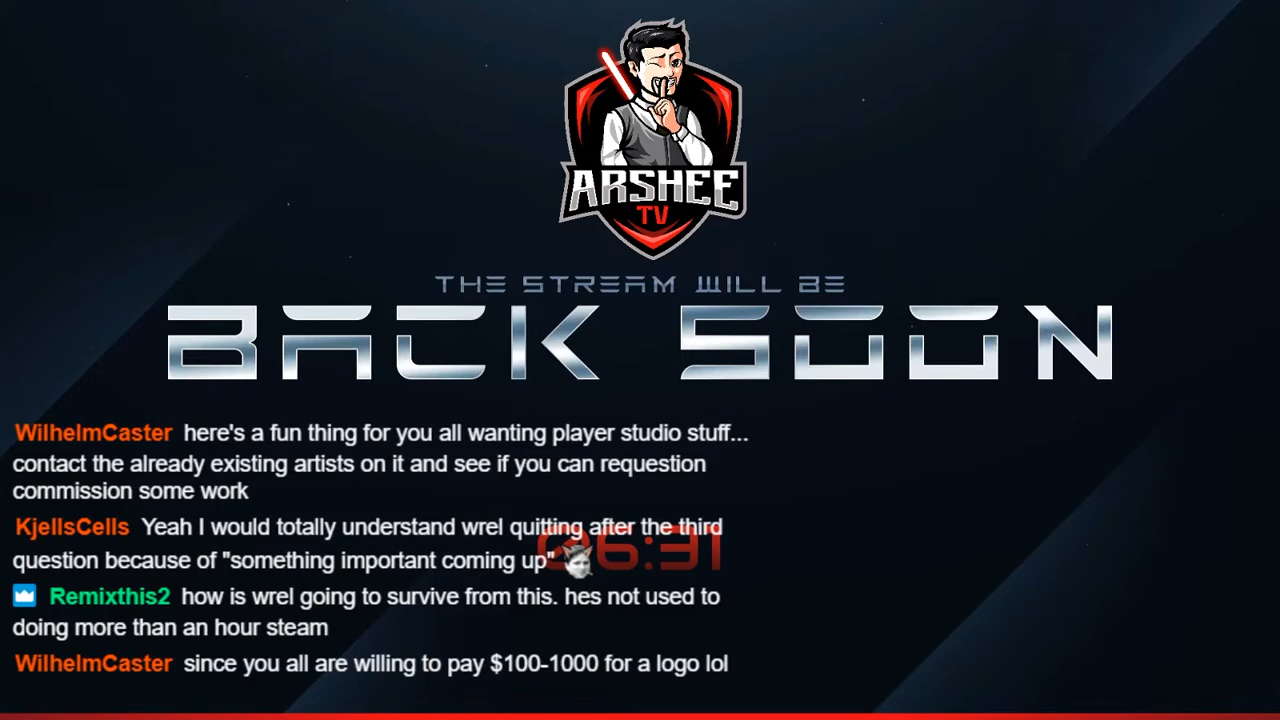 ARSHEE
TV
THE STREAM WILL BE
BACK SOON
WilhelmCaster here's a fun thing for you all wanting player studio stuff...
contact the already existing artists on it and see if you can requestion
commission some work
KjellsCells Yeah I would totally understand wrel quitting after the third
question because of "something important coming up"
06:31
Remixthis2 how is wrel going to survive from this. hes not used to
doing more than an hour steam
WilhelmCaster since you all are willing to pay $100-1000 for a logo lol